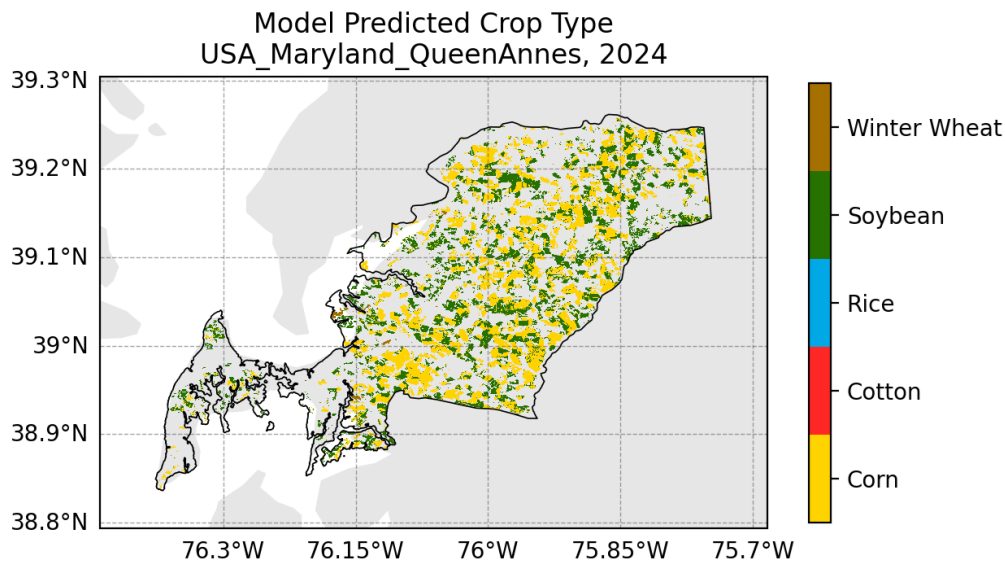 Model Predicted Crop Type
USA_Maryland_QueenAnnes, 2024
39.3°N
39.2°N
39.1°N
39°N
38.9°N
38.8°N
76.3°W
76.15°W
76°W
75.85°W
75.7°W
Winter Wheat
Soybean
Rice
Cotton
Corn